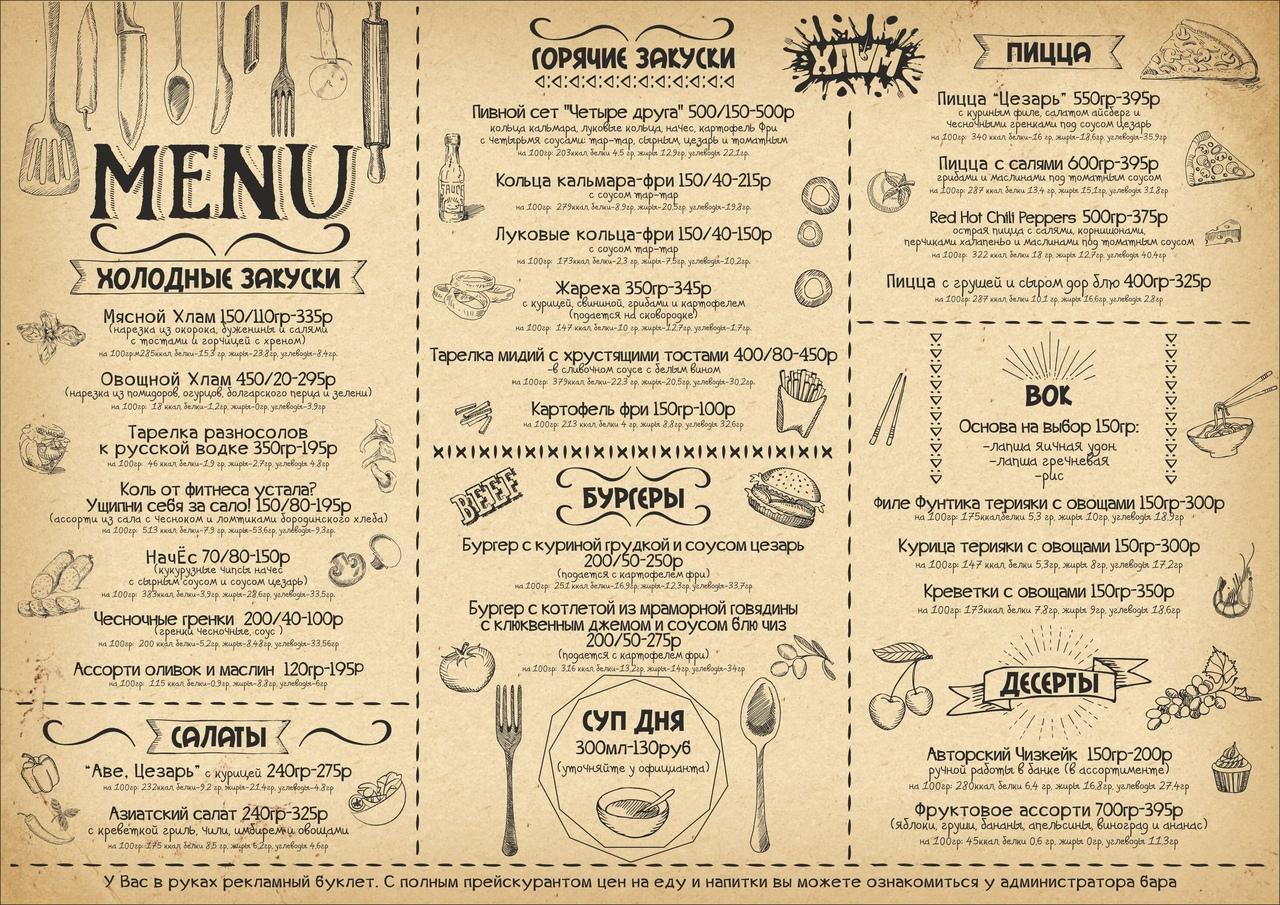 MENU
ХОЛОДНЫЕ ЗАКУСКИ
Мясной Хлам 150/110гр-335р
(нарезка из окорока, буженины и салями
с тостами и горчицей с хреном)
на 100гр:м285ккал, белки-15,3 гр, жиры-23,8гр, углеводы-8,4гр.
Овощной Хлам 450/20-295р
(нарезка из помидоров, огурцов, болгарского перца и зелени)
на 100гр: 18 ккал, белки-1,2гр, жиры-0гр, углеводы-3,9гр
Тарелка разносолов
к русской водке 350гр-195р
на 100гр: 46 ккал, белки-1,9 гр, жиры-2,7гр, углеводы 4,8гр
Коль от фитнеса устала?
Ущипни себя за сало! 150/80-195р
(ассорти из сала с чесноком и ломтиками бородинского хлеба)
на 100гр: 513 ккал, белки-7,9 гр, жиры-53,6гр, углеводы-9,3гр.
НачЁс 70/80-150р
(кукурузные чипсы начес
с сырным соусом и соусом цезарь)
на 100гр: 383ккал, белки-3,9гр, жиры-28,6гр, углеводы-33,5гр.
Чесночные гренки 200/40-100р
(гренки чесночные, соус )
на 100гр: 200 ккал, белки-5,2гр, жиры-8,48гр, углеводы-33,56гр
Ассорти оливок и маслин 120гр-195р
на 100гр: 115 ккал, белки-0,9гр, жиры-8,8гр, углеводы-6гр
САЛАТЫ
“Аве, Цезарь” с курицей 240гр-275р
на 100гр: 232ккал, белки-9,2 гр, жиры-21,4гр, углеводы-4,8гр
Азиатский салат 240гр-325р
с креветкой гриль, чили, имбирем и овощами
на 100гр: 175 ккал, белки 8,5 гр, жиры 6,2гр, углеводы 4,6гр
ГОРЯЧИЕ ЗАКУСКИ
ХЛАМ
Пивной сет "Четыре друга" 500/150-500р
кольца кальмара, луковые кольца, начес, картофель Фри
с четырьмя соусами: тар-тар, сырным, цезарь и томатным
на 100гр: 203ккал, белки 4,5 гр, жиры 12,9гр, углеводы 22,1гр.
SAUCE
Кольца кальмара-фри 150/40-215р
с соусом тар-тар
на 100гр: 279ккал, белки-8,9гр, жиры-20,5гр, углеводы-19,8гр.
Луковые кольца-фри 150/40-150р
с соусом тар-тар
на 100гр: 173ккал, белки-2,3 гр, жиры-7,5гр, углеводы-10,2гр.
Жареха 350гр-345р
с курицей, свининой, грибами и картофелем
(подается на сковородке)
на 100гр: 147 ккал, белки-10 гр, жиры-12,7гр, углеводы-1,7гр.
Тарелка мидий с хрустящими тостами 400/80-450р
-в сливочном соусе с белым вином
на 100гр: 379ккал, белки-22,3 гр, жиры-20,5гр, углеводы-30,2гр.
Картофель фри 150гр-100р
на 100гр: 213 ккал, белки 4 гр, жиры 8,8гр, углеводы 32,6гр
BEEF
БУРГЕРЫ
Бургер с куриной грудкой и соусом цезарь
200/50-250р
(подается с картофелем фри)
на 100гр: 251 ккал, белки-16,9гр, жиры-12,3гр, углеводы-33,7гр.
Бургер с котлетой из мраморной говядины
с клюквенным джемом и соусом блю чиз
200/50-275р
(подается с картофелем фри)
на 100гр: 316 ккал, белки-13,2гр, жиры-14гр, углеводы-34гр
СУП ДНЯ
300мл-130руб
(уточняйте у официанта)
ПИЦЦА
Пицца “Цезарь” 550гр-395р
с куриным филе, салатом айсберг и
чесночными гренками под соусом Цезарь
на 100гр: 340 ккал, белки-16 гр, жиры-18,6гр, углеводы-35,9гр
Пицца с салями 600гр-395р
грибами и маслинами под томатным соусом
на 100гр: 287 ккал, белки 13,4 гр, жиры 15,1гр, углеводы 31,8гр
Red Hot Chili Peppers 500гр-375р
острая пицца с салями, корнишонами,
перчиками халапеньо и маслинами под томатным соусом
на 100гр: 322 ккал, белки 18 гр, жиры 12,7гр, углеводы 40,4гр
Пицца с грушей и сыром дор блю 400гр-325р
на 100гр: 287 ккал, белки 10,1 гр, жиры 16,6гр, углеводы 2,8гр
ВОК
Основа на выбор 150гр:
-лапша яичная удон
-лапша гречневая
-рис
Филе Фунтика терияки с овощами 150гр-300р
на 100гр: 175ккал, белки 5,3 гр, жиры 10гр, углеводы 18,9гр
Курица терияки с овощами 150гр-300р
на 100гр: 147 ккал, белки 5,3гр, жиры 8гр, углеводы 17,2гр
Креветки с овощами 150гр-350р
на 100гр: 173ккал, белки 7,8гр, жиры 9гр, углеводы 18,6гр
ДЕСЕРТЫ
Авторский Чизкейк 150гр-200р
ручной работы в банке (в ассортименте)
на 100гр: 280ккал, белки 6,4 гр, жиры 16,8гр, углеводы 27,4гр
Фруктовое ассорти 700гр-395р
(яблоки, груши, бананы, апельсины, виноград и ананас)
на 100гр: 45ккал, белки 0,6 гр, жиры 0гр, углеводы 11,3гр
У Вас в руках рекламный буклет. С полным прейскурантом цен на еду и напитки вы можете ознакомиться у администратора бара